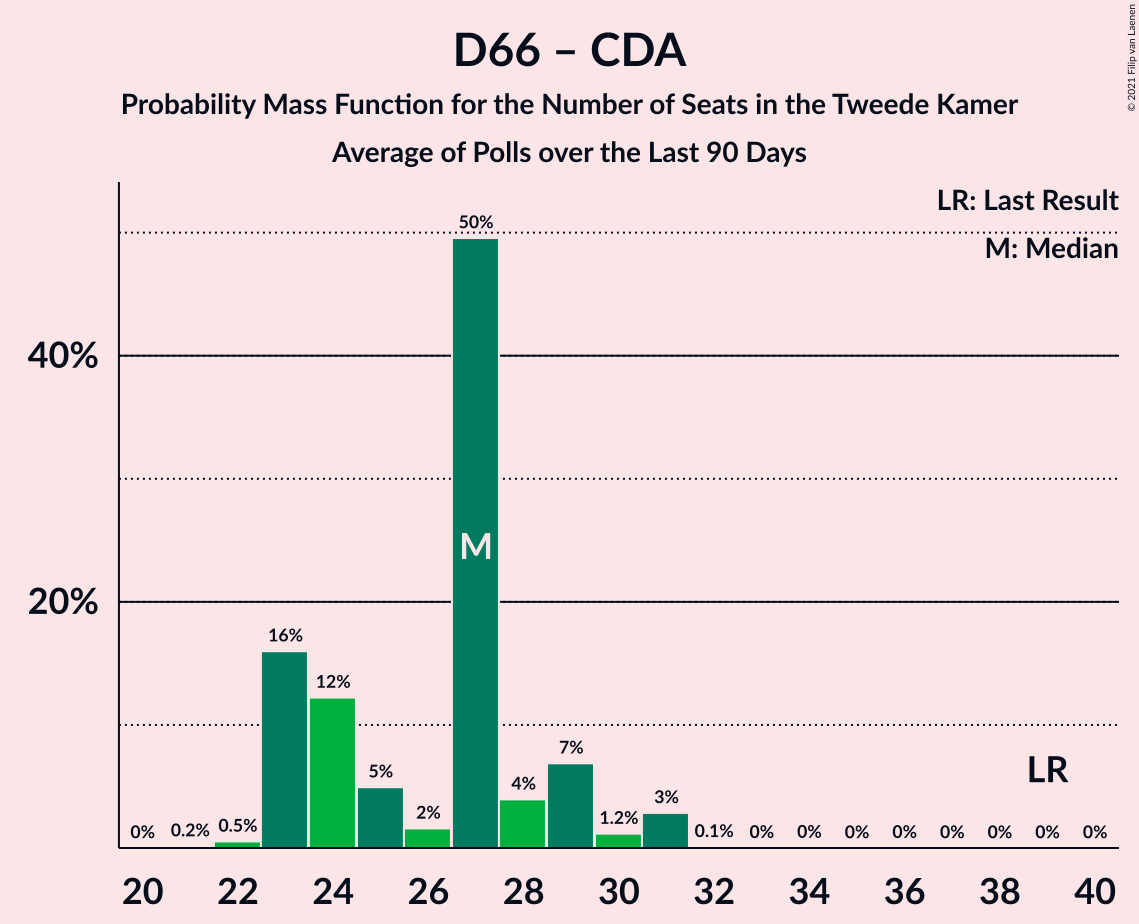 D66 – CDA
Probability Mass Function for the Number of Seats in the Tweede Kamer
Average of Polls over the Last 90 Days
© 2021 Filip van Laenen
LR: Last Result
M: Median
50%
40%
M
20%
16%
12%
7%
LR
5%
4%
3%
2%
1.2%
0% 0.2% 0.5% 0.1% 0% 0% 0% 0% 0% 0% 0% 0%
20 22 24 26 28 30 32 34 36 38 40